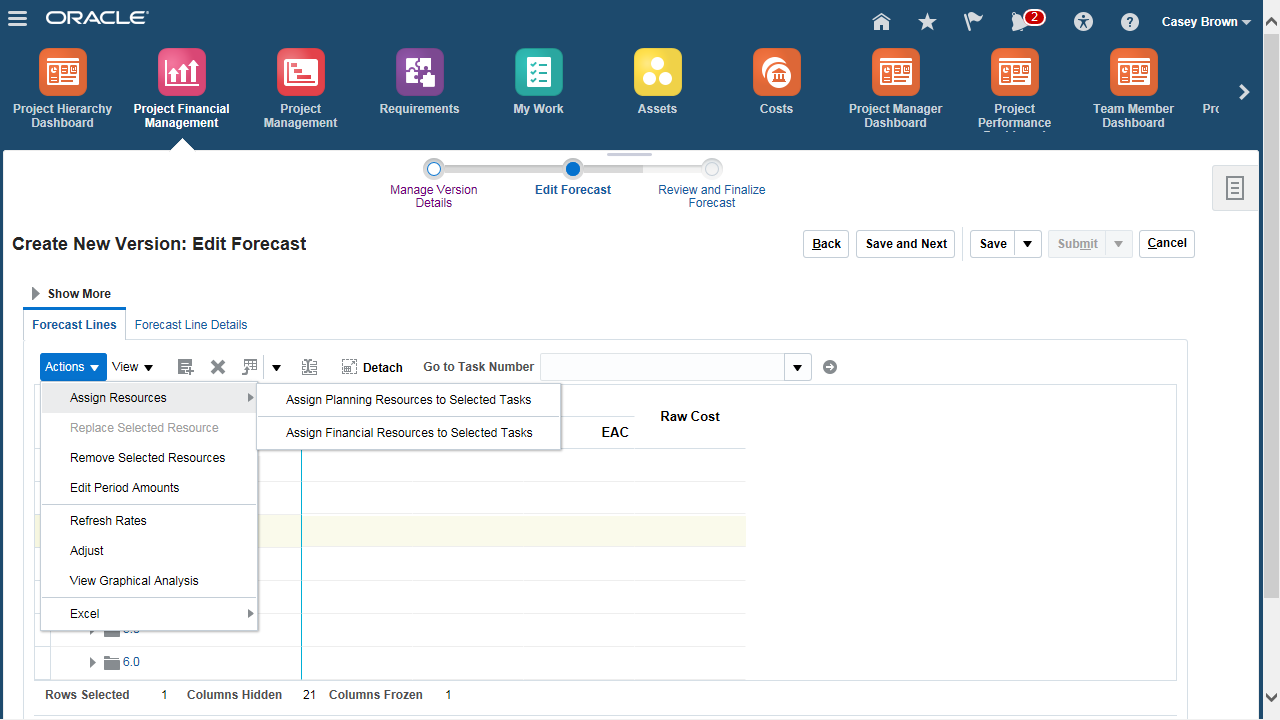 ORACLE
2
Casey Brown
Project Hierarchy
Dashboard
Project Financial
Management
Project
Management
Requirements
My Work
Assets
Costs
Project Manager
Dashboard
Project
Performance
Team Member
Dashboard
Manage Version
Details
Edit Forecast
Review and Finalize
Forecast
Create New Version: Edit Forecast
Back
Save and Next
Save
Submit
Cancel
Show More
Forecast Lines
Forecast Line Details
Actions
View
Detach
Go to Task Number
Assign Resources
Replace Selected Resource
Remove Selected Resources
Edit Period Amounts
Refresh Rates
Adjust
View Graphical Analysis
Excel
Assign Planning Resources to Selected Tasks
Assign Financial Resources to Selected Tasks
EAC
Raw Cost
6.0
Rows Selected 1 Columns Hidden 21 Columns Frozen 1